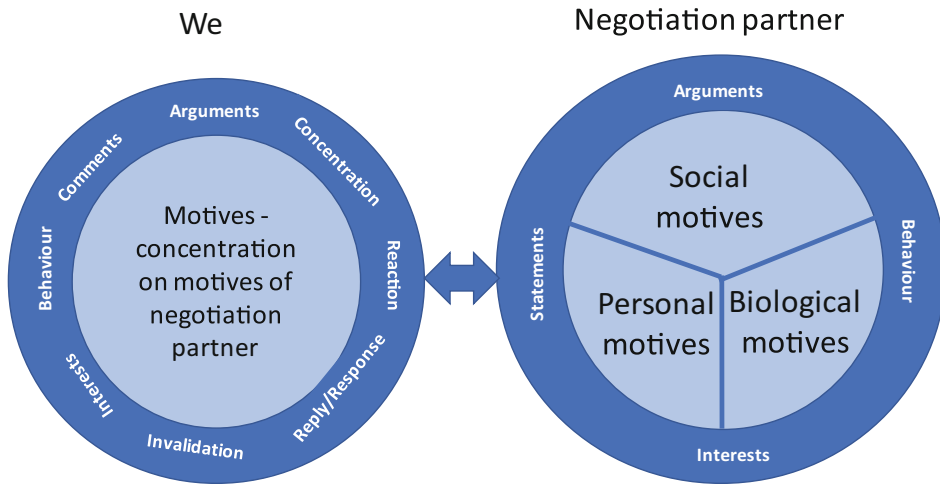 We
Negotiation partner
Arguments
Concentration
Reaction
Reply/Response
Invalidation
Interests
Behaviour
Comments
Motives -
concentration
on motives of
negotiation
partner
Arguments
Behaviour
Interests
Statements
Social
motives
Personal
motives
Biological
motives